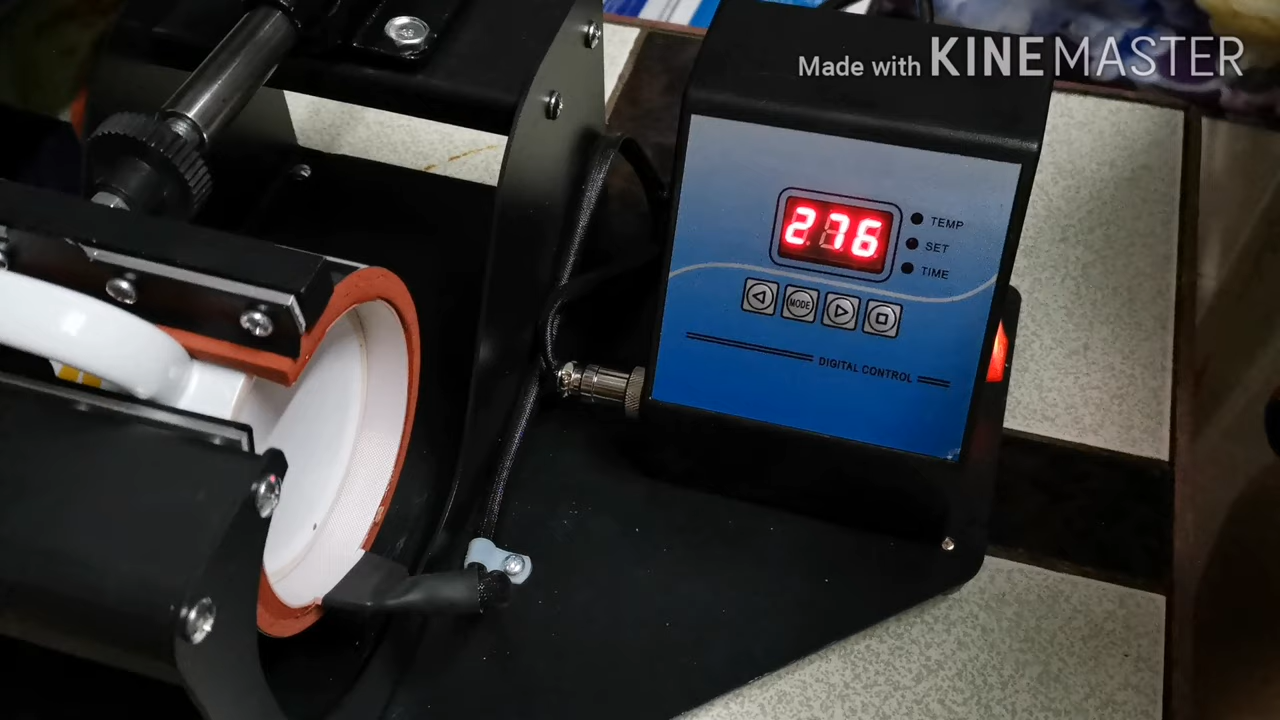 Made with KINEMASTER
276
TEMP
SET
TIME
MODE
DIGITAL CONTROL